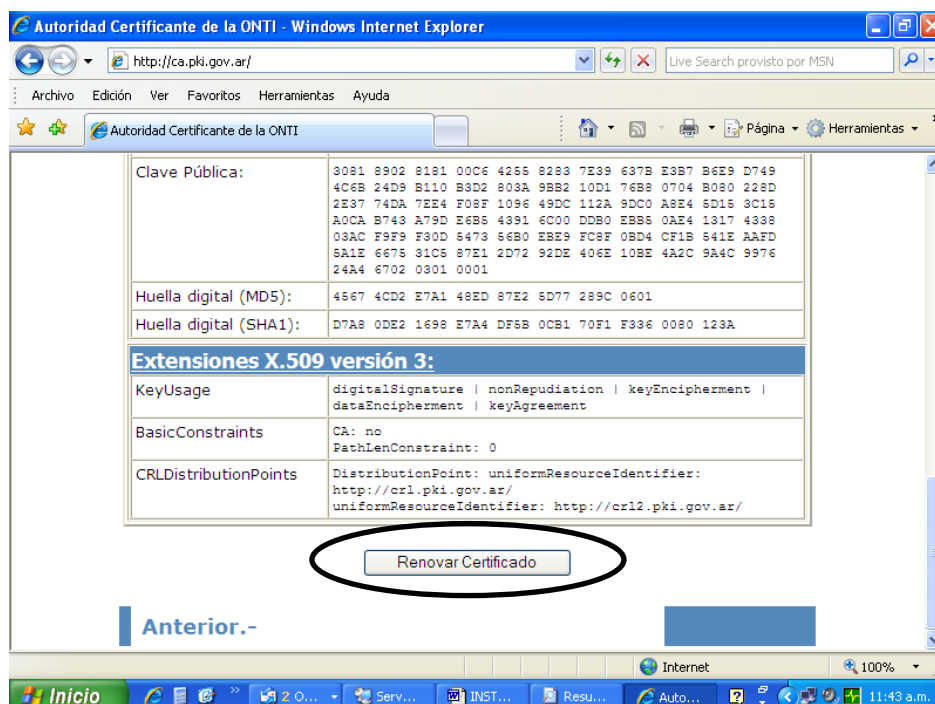 Autoridad Certificante de la ONTI - Windows Internet Explorer
http://ca.pki.gov.ar/
Live Search provisto por MSN
Archivo Edición Ver Favoritos Herramientas Ayuda
Autoridad Certificante de la ONTI
Página
Herramientas
Clave Pública:
3081 8902 8181 00C6 4255 8283 7E39 637B E3B7 B6E9 D749
4C6B 24D9 B110 B3D2 803A 9BB2 10D1 76B8 0704 B080 228D
2E37 74DA 7EE4 F08F 1096 49DC 112A 9DC0 A8E4 5D15 3C15
A0CA B743 A79D E6B5 4391 6C00 DDB0 EBB5 0AE4 1317 4338
03AC F9F9 F30D 5473 56B0 EBE9 FC8F 0BD4 CF1B 541E AAFD
5A1E 6675 31C5 87E1 2D72 92DE 406E 10BE 4A2C 9A4C 9976
24A4 6702 0301 0001
Huella digital (MD5):
4567 4CD2 E7A1 48ED 87E2 5D77 289C 0601
Huella digital (SHA1):
D7A8 0DE2 1698 E7A4 DF5B 0CB1 70F1 F336 0080 123A
Extensiones X.509 versión 3:
KeyUsage
digitalSignature | nonRepudiation | keyEncipherment |
dataEncipherment | keyAgreement
BasicConstraints
CA: no
PathLenConstraint: 0
CRLDistributionPoints
DistributionPoint: uniformResourceIdentifier:
http://crl.pki.gov.ar/
uniformResourceIdentifier: http://crl2.pki.gov.ar/
Renovar Certificado
Anterior.-
Internet
100%
Inicio
2 O...
Serv...
INST...
Resu...
Auto...
11:43 a.m.